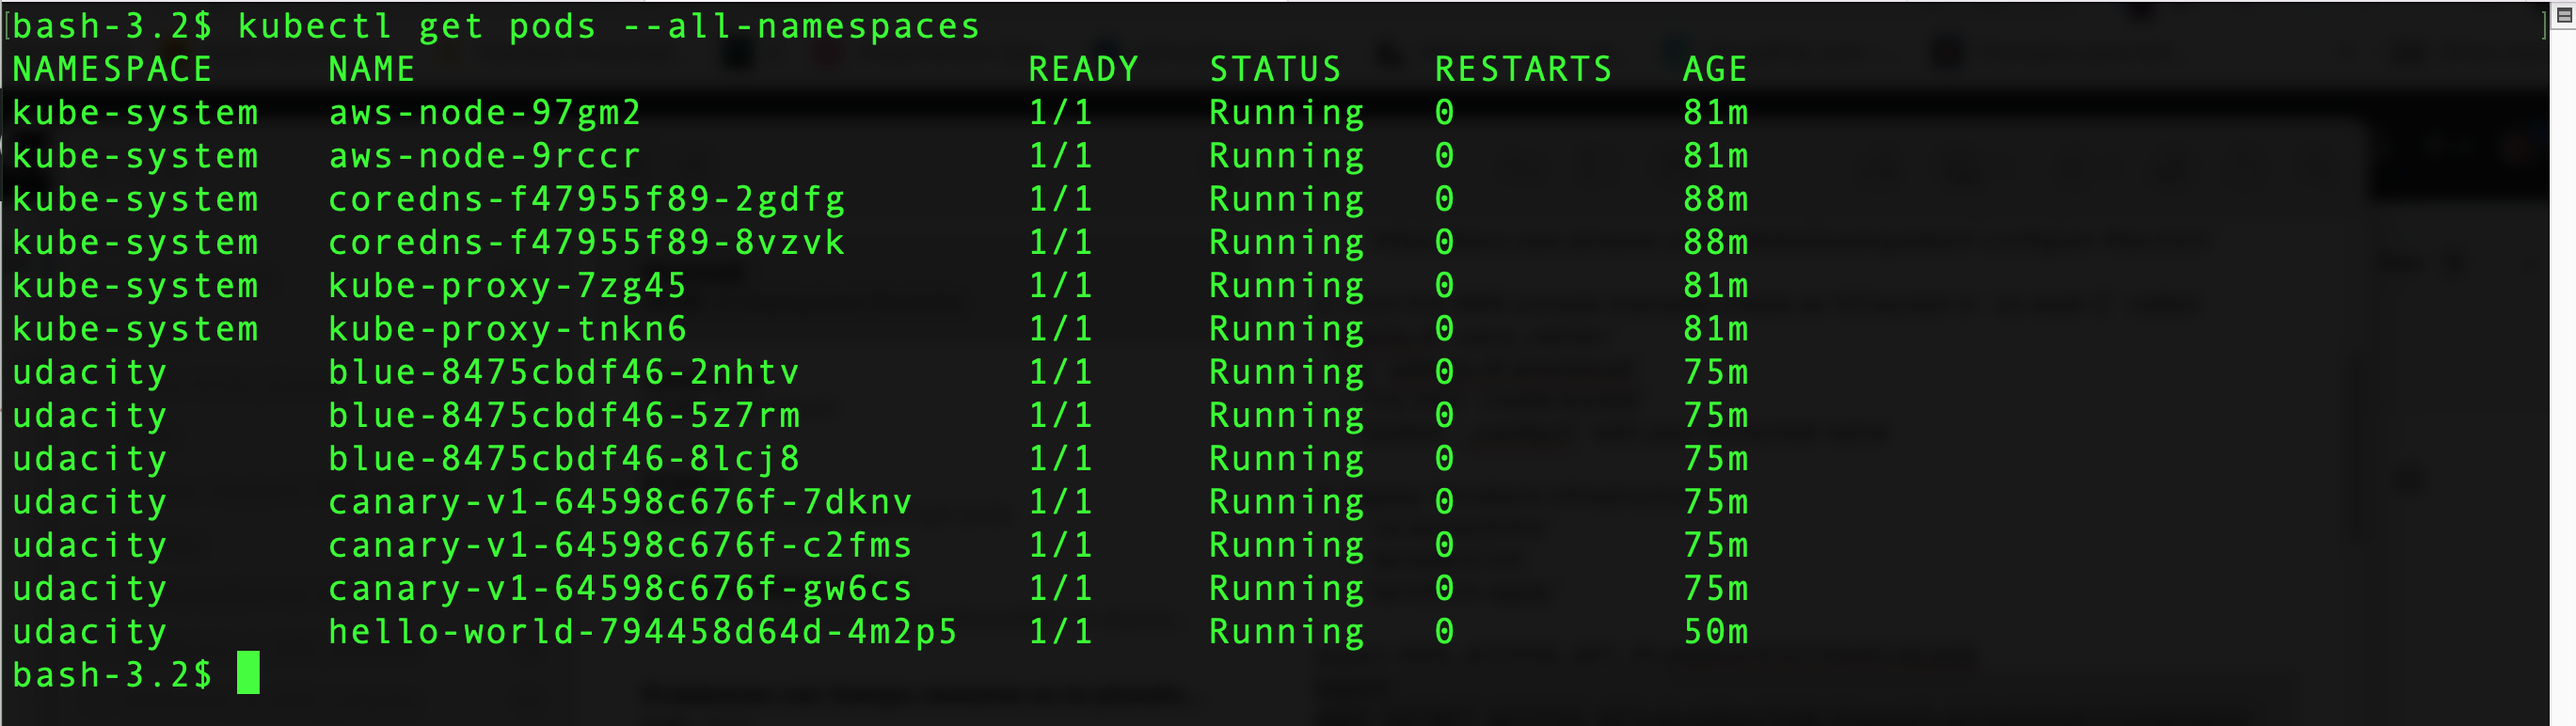 bash-3.2$ kubectl get pods --all-namespaces
NAMESPACE     NAME                           READY   STATUS    RESTARTS   AGE
kube-system   aws-node-97gm2                 1/1     Running   0          81m
kube-system   aws-node-9rccr                 1/1     Running   0          81m
kube-system   coredns-f47955f89-2gdfg        1/1     Running   0          88m
kube-system   coredns-f47955f89-8vzvk        1/1     Running   0          88m
kube-system   kube-proxy-7zg45               1/1     Running   0          81m
kube-system   kube-proxy-tnkn6               1/1     Running   0          81m
udacity       blue-8475cbdf46-2nhtv          1/1     Running   0          75m
udacity       blue-8475cbdf46-5z7rm          1/1     Running   0          75m
udacity       blue-8475cbdf46-8lcj8          1/1     Running   0          75m
udacity       canary-v1-64598c676f-7dknv     1/1     Running   0          75m
udacity       canary-v1-64598c676f-c2fms     1/1     Running   0          75m
udacity       canary-v1-64598c676f-gw6cs     1/1     Running   0          75m
udacity       hello-world-794458d64d-4m2p5   1/1     Running   0          50m
bash-3.2$